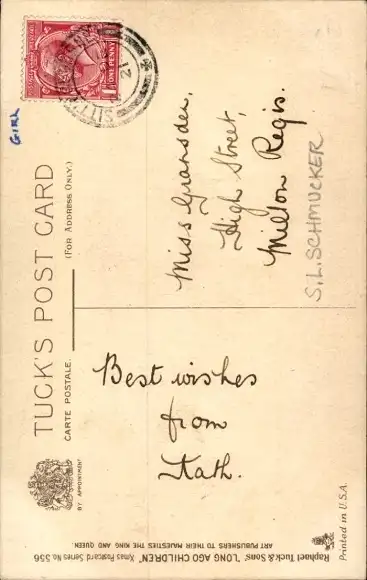 GIRL
TUCK'S POST CARD
CARTE POSTALE.
(FOR ADDRESS ONLY.)
BY APPOINTMENT
ONE PENNY
Miss Gransden,
High Street,
Milton Regis.
S.L. SCHMUCKER
Best wishes
from
Kath.
Raphael Tuck & Sons' "LONG AGO CHILDREN" Xmas Postcard Series No. 556
ART PUBLISHERS TO THEIR MAJESTIES THE KING AND QUEEN.
Printed in U.S.A.